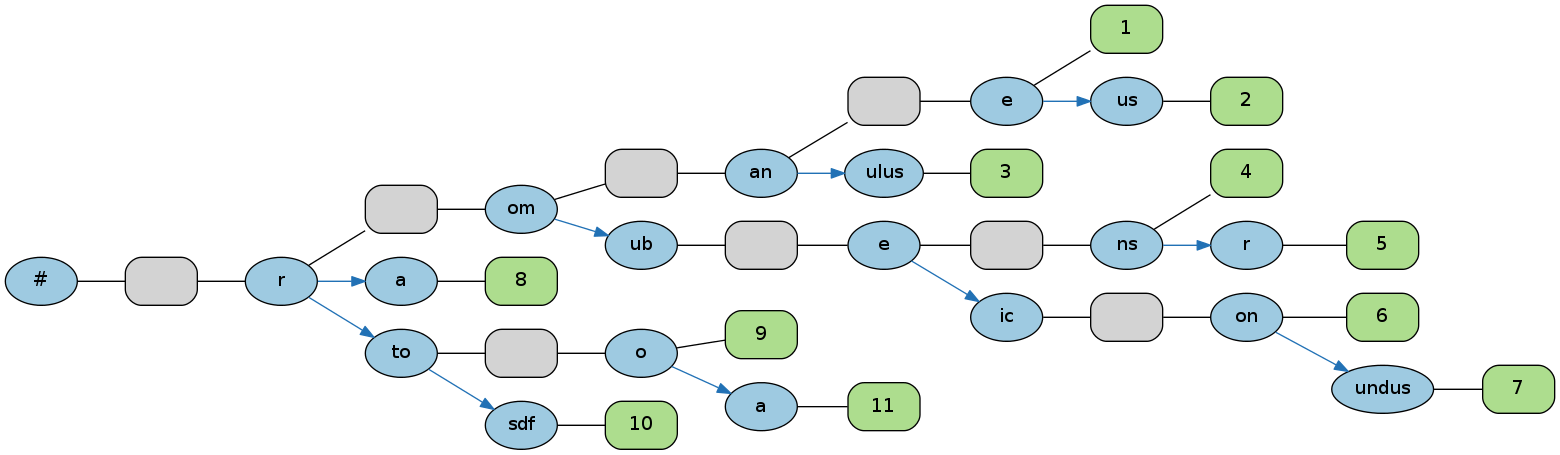 1
e us 2
an ulus 3 4
om
ub e ns r 5
# r a 8
ic on 6
9
to o
undus 7
a 11
sdf 10